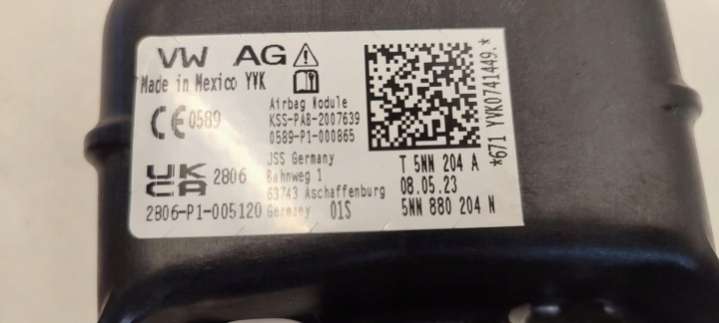 VW AG
Made in Mexico YVK
CE 0589
Airbag Module
KSS-PAB-2007639
0589-P1-000865
UK CA 2806
JSS Germany
Bahnweg 1
63743 Aschaffenburg
2806-P1-005120 Germany 01S
T 5NN 204 A
08.05.23
5NN 880 204 N
*671 YVK0741449.*